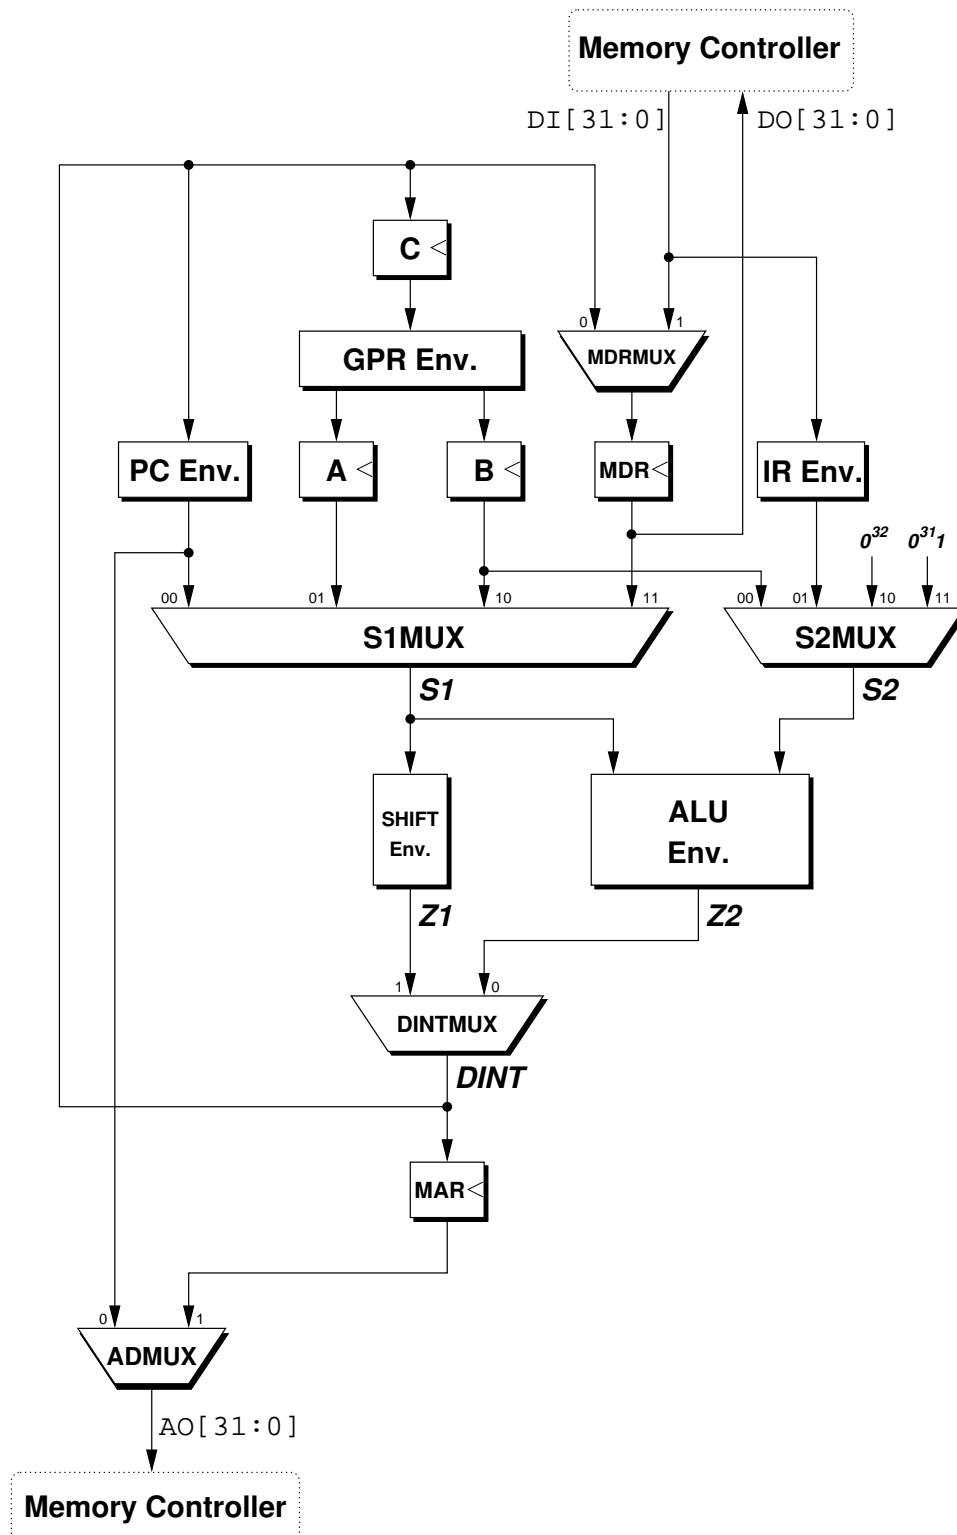 Memory Controller
DI[31:0]
DO[31:0]
C
0
1
GPR Env.
MDRMUX
PC Env.
A
B
MDR
IR Env.
0^32
0^31 1
00
01
10
11
00
01
10
11
S1MUX
S2MUX
S1
S2
SHIFT
Env.
ALU
Env.
Z1
Z2
1
0
DINTMUX
DINT
MAR
0
1
ADMUX
AO[31:0]
Memory Controller